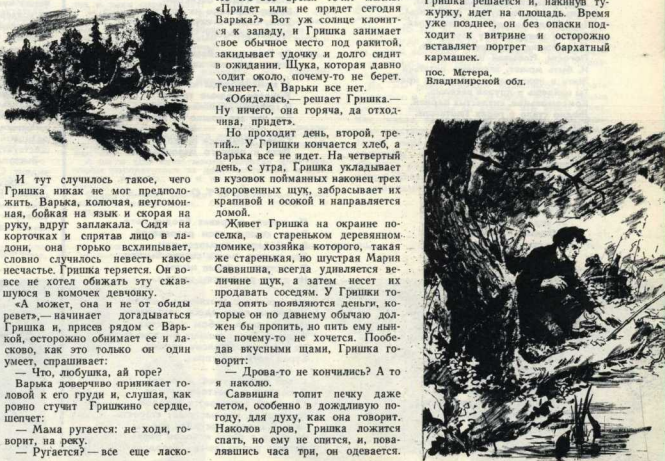 И тут случилось такое, чего
Гришка никак не мог предполо-
жить. Варька, колючая, неугомон-
ная, бойкая на язык и скорая на
руку, вдруг заплакала. Сидя на
корточках и спрятав лицо в ла-
дони, она горько всхлипывает,
словно случилось невесть какое
несчастье. Гришка теряется. Он во-
все не хотел обижать эту сжав-
шуюся в комочек девчонку.
«А может, она и не от обиды
ревет»,— начинает догадываться
Гришка и, присев рядом с Варь-
кой, осторожно обнимает ее и ла-
сково, как это только он один
умеет, спрашивает:
— Что, любушка, ай горе?
Варька доверчиво приникает го-
ловой к его груди и, слушая, как
ровно стучит Гришкино сердце,
шепчет:
— Мама ругается: не ходи, го-
ворит, на реку.
— Ругается? — все еще ласко-
«Придет или не придет сегодня
Варька?» Вот уж солнце клонит-
ся к западу, и Гришка занимает
свое обычное место под ракитой,
закидывает удочку и долго сидит
в ожидании. Щука, которая давно
ходит около, почему-то не берет.
Темнеет. А Варьки все нет.
«Обиделась,— решает Гришка.—
Ну ничего, она горяча, да отход-
чива, придет».
Но проходит день, второй, тре-
тий... У Гришки кончается хлеб, а
Варька все не идет. На четвертый
день, с утра, Гришка укладывает
в кузовок пойманных наконец трех
здоровенных щук, забрасывает их
крапивой и осокой и направляется
домой.
Живет Гришка на окраине по-
селка, в стареньком деревянном
домике, хозяйка которого, такая
же старенькая, но шустрая Мария
Саввишна, всегда удивляется ве-
личине щук, а затем несет их
продавать соседям. У Гришки то-
гда опять появляются деньги, ко-
торые он по давнему обычаю дол-
жен бы пропить, но пить ему нын-
че почему-то не хочется. Пообе-
дав вкусными щами, Гришка го-
ворит:
— Дрова-то не кончились? А то
я наколю.
Саввишна топит печку даже
летом, особенно в дождливую по-
году, для духу, как она говорит.
Наколов дров, Гришка ложится
спать, но ему не спится, и, пова-
лявшись часа три, он одевается.
Гришка решается и, накинув ту-
журку, идет на площадь. Время
уже позднее, он без опаски под-
ходит к витрине и осторожно
вставляет портрет в бархатный
кармашек.
пос. Мстера,
Владимирской обл.